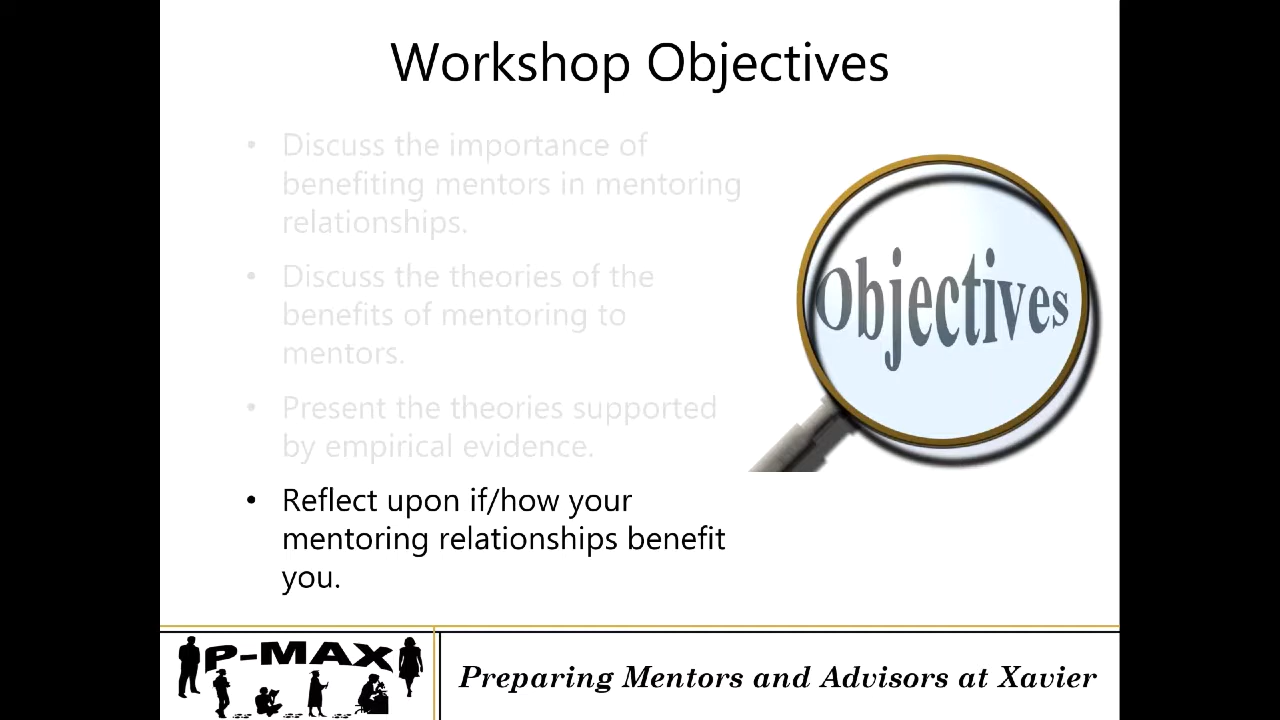 Workshop Objectives
• Discuss the importance of
benefiting mentors in mentoring
relationships.
• Discuss the theories of the
benefits of mentoring to
mentors.
• Present the theories supported
by empirical evidence.
• Reflect upon if/how your
mentoring relationships benefit
you.
Objectives
P-MAX
Preparing Mentors and Advisors at Xavier